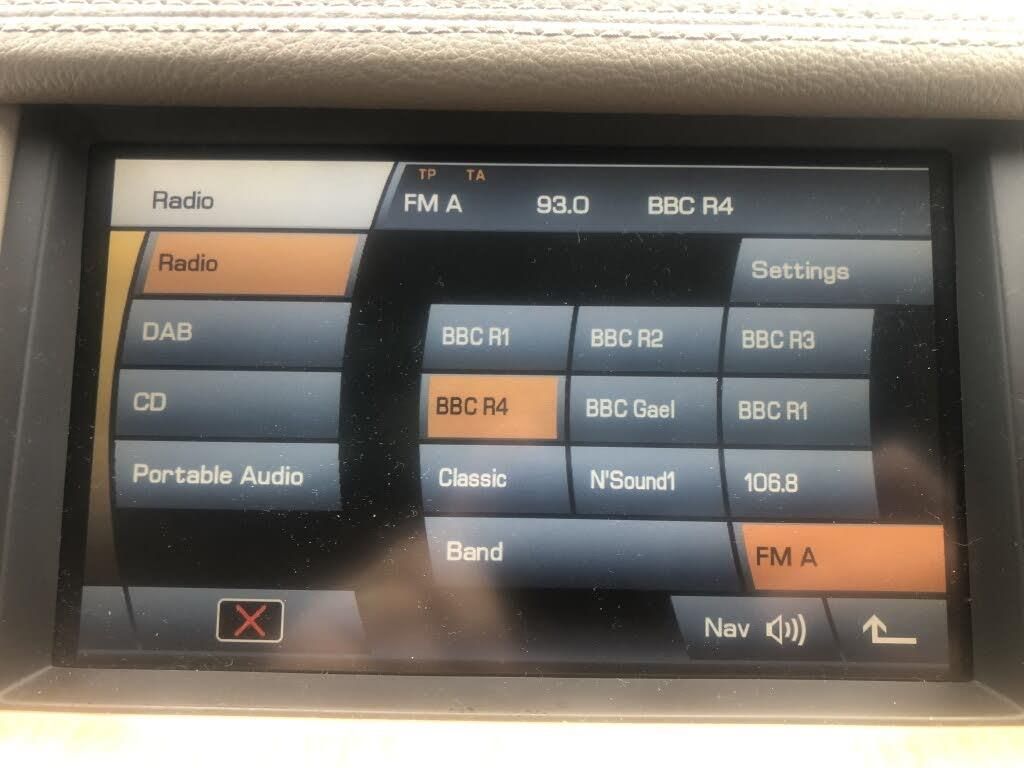 Radio
TP TA
FM A 93.0 BBC R4
Radio
Settings
DAB
BBC R1 BBC R2 BBC R3
CD
BBC R4 BBC Gael BBC R1
Portable Audio
Classic N'Sound1 106.8
Band FM A
Nav